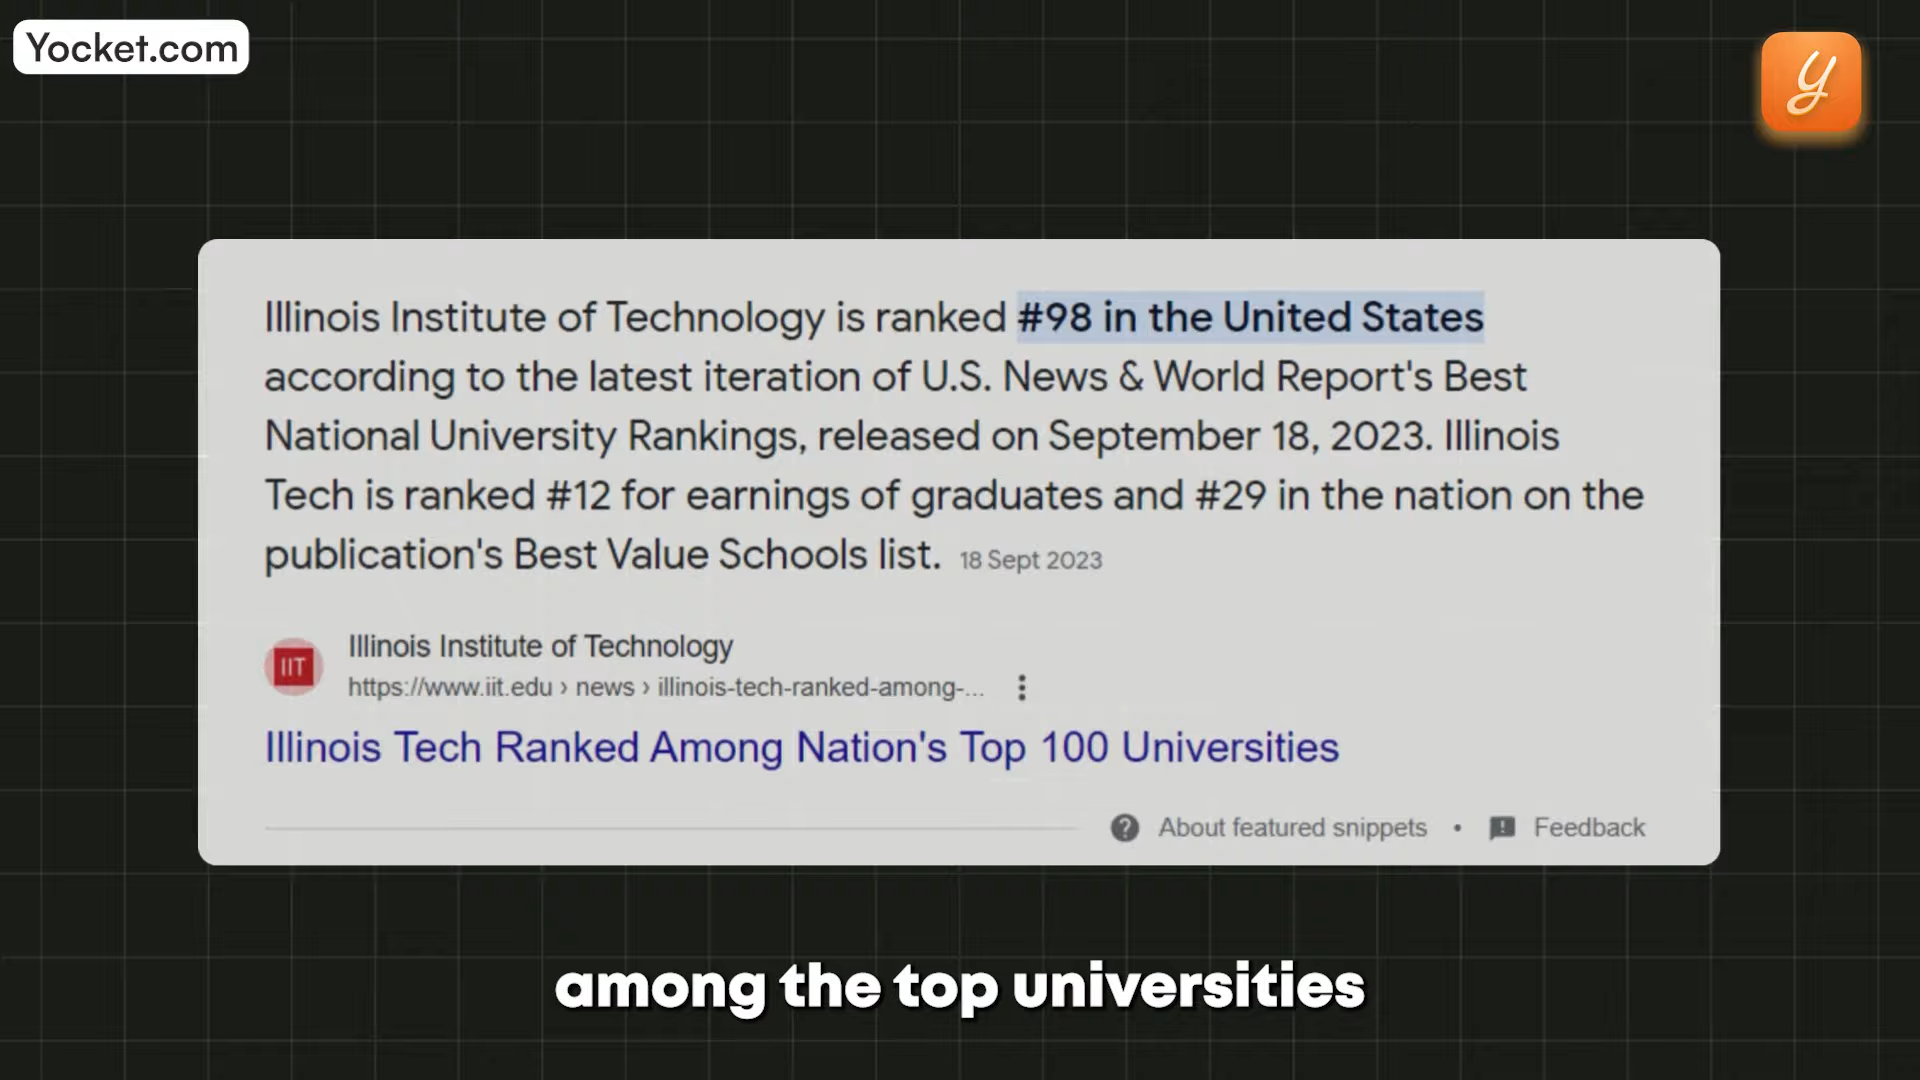 Yocket.com
y
Illinois Institute of Technology is ranked #98 in the United States
according to the latest iteration of U.S. News & World Report's Best
National University Rankings, released on September 18, 2023. Illinois
Tech is ranked #12 for earnings of graduates and #29 in the nation on the
publication's Best Value Schools list. 18 Sept 2023
IIT
Illinois Institute of Technology
https://www.iit.edu › news › illinois-tech-ranked-among-...
Illinois Tech Ranked Among Nation's Top 100 Universities
About featured snippets • Feedback
among the top universities